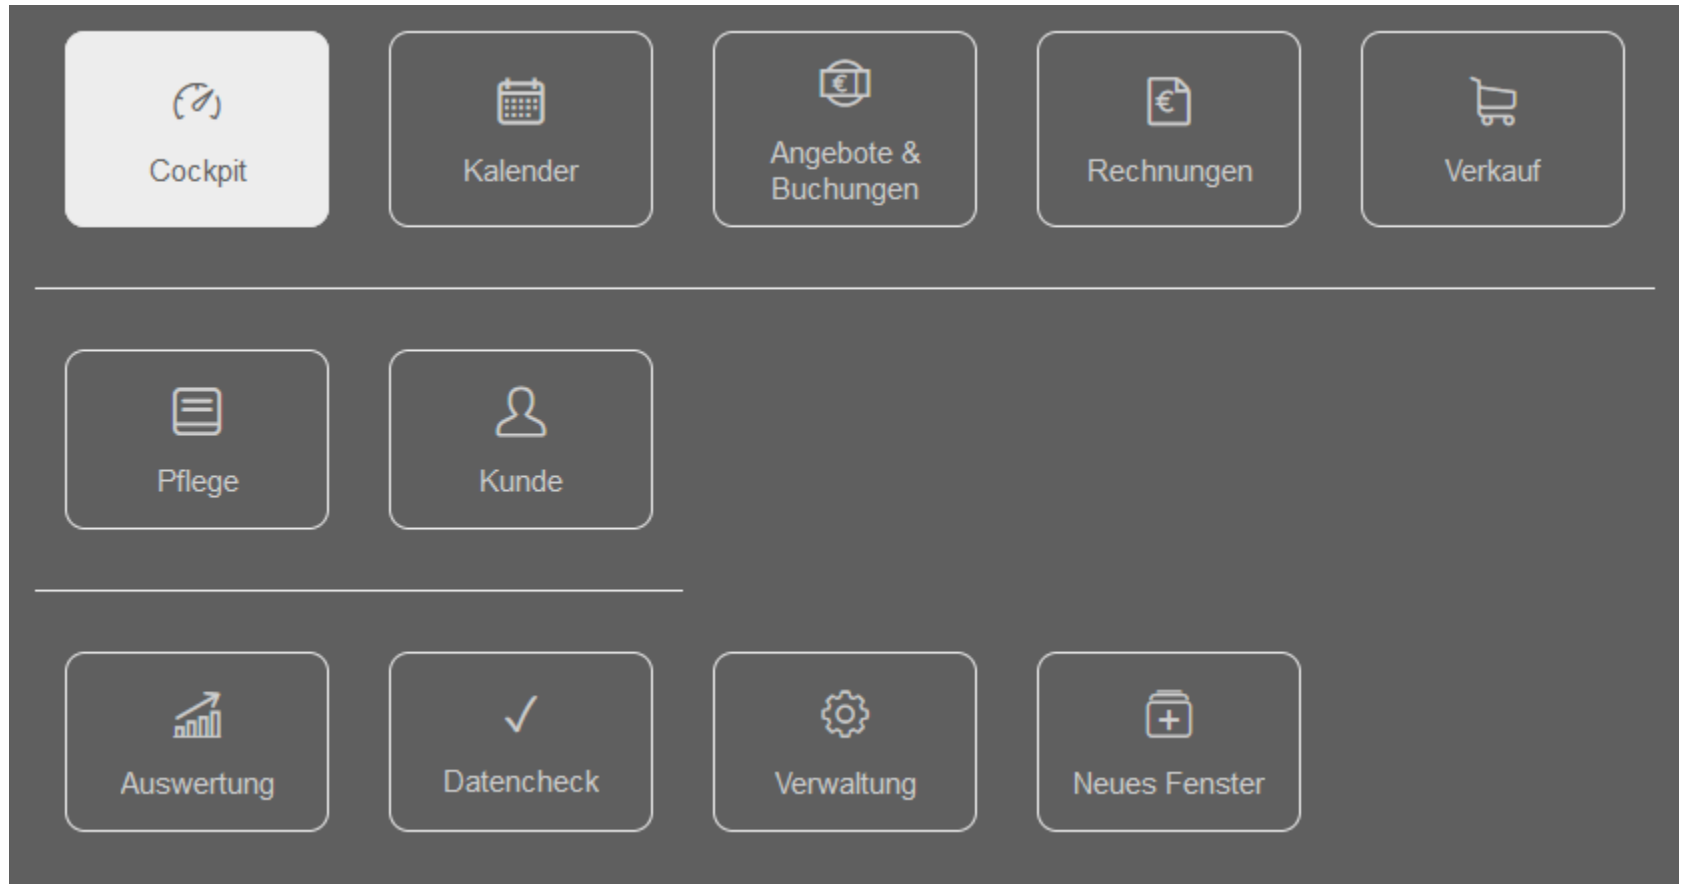 Cockpit
Kalender
Angebote &
Buchungen
Rechnungen
Verkauf
Pflege
Kunde
Auswertung
Datencheck
Verwaltung
Neues Fenster